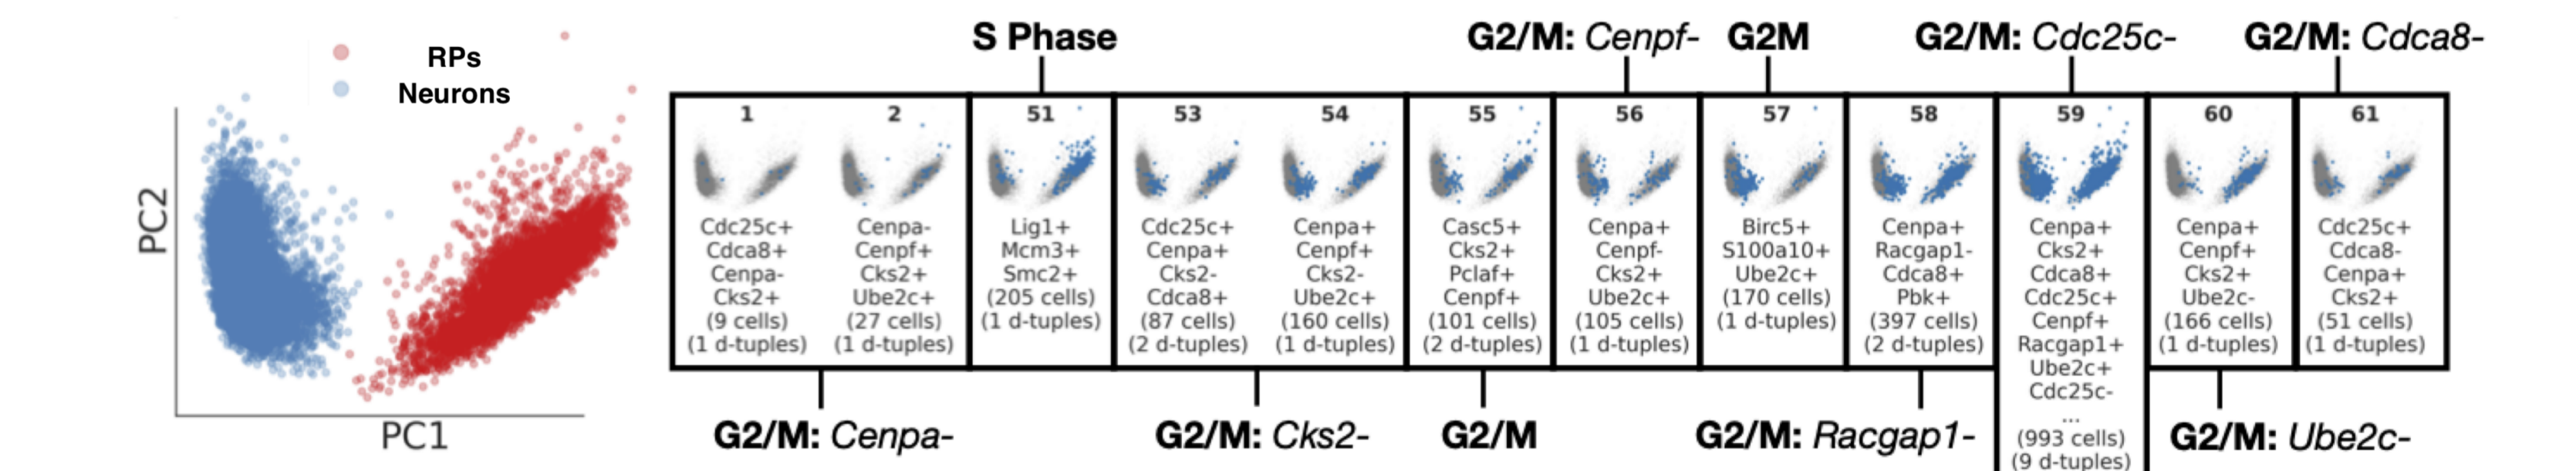 RPs
Neurons
PC2
PC1
S Phase
G2/M: Cenpf-
G2M
G2/M: Cdc25c-
G2/M: Cdca8-
1
Cdc25c+
Cdca8+
Cenpa-
Cks2+
(9 cells)
(1 d-tuples)
2
Cenpa-
Cenpf+
Cks2+
Ube2c+
(27 cells)
(1 d-tuples)
51
Lig1+
Mcm3+
Smc2+
(205 cells)
(1 d-tuples)
53
Cdc25c+
Cenpa+
Cks2-
Cdca8+
(87 cells)
(2 d-tuples)
54
Cenpa+
Cenpf+
Cks2-
Ube2c+
(160 cells)
(1 d-tuples)
55
Casc5+
Cks2+
Pclaf+
Cenpf+
(101 cells)
(2 d-tuples)
56
Cenpa+
Cenpf-
Cks2+
Ube2c+
(105 cells)
(1 d-tuples)
57
Birc5+
S100a10+
Ube2c+
(170 cells)
(1 d-tuples)
58
Cenpa+
Racgap1-
Cdca8+
Pbk+
(397 cells)
(2 d-tuples)
59
Cenpa+
Cks2+
Cdca8+
Cdc25c+
Cenpf+
Racgap1+
Ube2c+
Cdc25c-
...
(993 cells)
(9 d-tuples)
60
Cenpa+
Cenpf+
Cks2+
Ube2c-
(166 cells)
(1 d-tuples)
61
Cdc25c+
Cdca8-
Cenpa+
Cks2+
(51 cells)
(1 d-tuples)
G2/M: Cenpa-
G2/M: Cks2-
G2/M
G2/M: Racgap1-
G2/M: Ube2c-